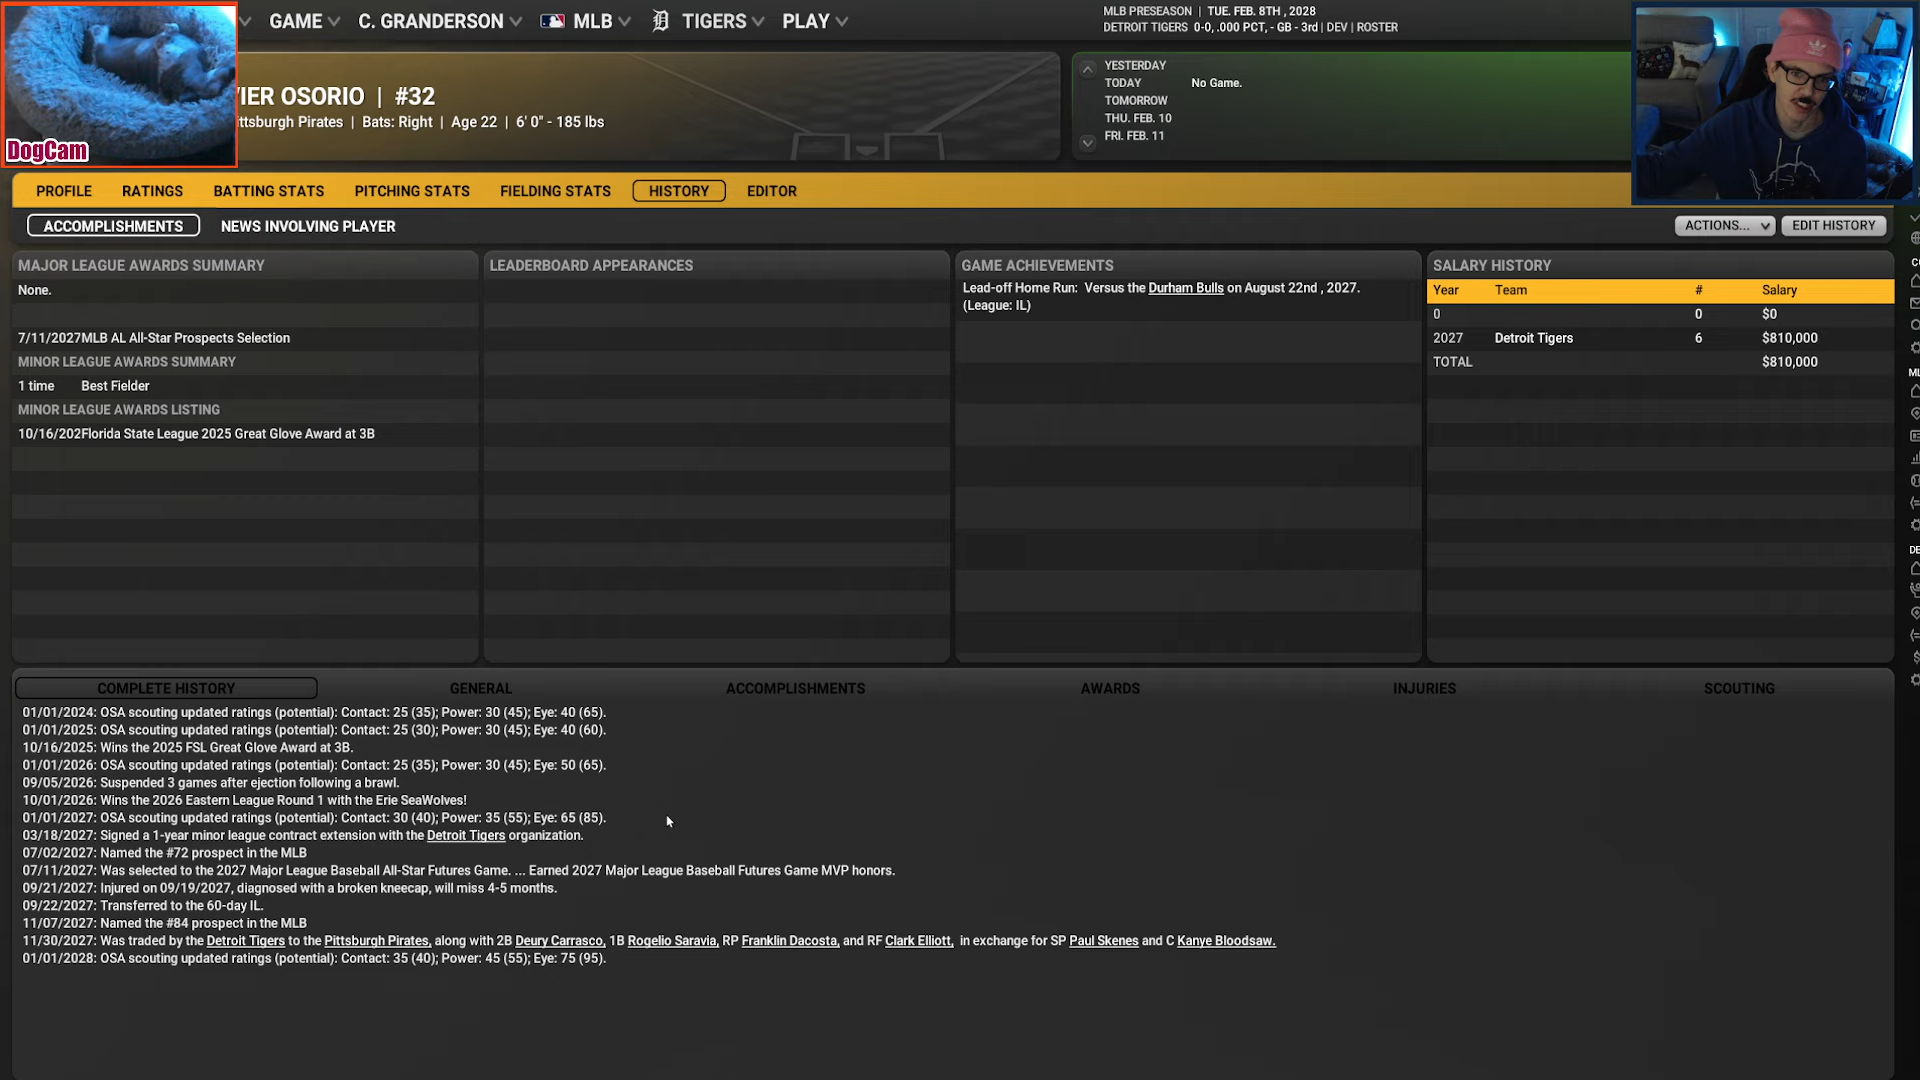 GAME
C. GRANDERSON
MLB
TIGERS
PLAY
MLB PRESEASON | TUE. FEB. 8TH , 2028
DETROIT TIGERS 0-0, .000 PCT, - GB - 3rd | DEV | ROSTER
DogCam
VIER OSORIO | #32
ittsburgh Pirates | Bats: Right | Age 22 | 6' 0" - 185 lbs
YESTERDAY
TODAY No Game.
TOMORROW
THU. FEB. 10
FRI. FEB. 11
PROFILE RATINGS BATTING STATS PITCHING STATS FIELDING STATS HISTORY EDITOR
ACCOMPLISHMENTS NEWS INVOLVING PLAYER
ACTIONS... EDIT HISTORY
MAJOR LEAGUE AWARDS SUMMARY
None.
7/11/2027MLB AL All-Star Prospects Selection
MINOR LEAGUE AWARDS SUMMARY
1 time Best Fielder
MINOR LEAGUE AWARDS LISTING
10/16/202Florida State League 2025 Great Glove Award at 3B
LEADERBOARD APPEARANCES
GAME ACHIEVEMENTS
Lead-off Home Run: Versus the Durham Bulls on August 22nd , 2027.
(League: IL)
SALARY HISTORY
Year Team # Salary
0 0 $0
2027 Detroit Tigers 6 $810,000
TOTAL $810,000
COMPLETE HISTORY GENERAL ACCOMPLISHMENTS AWARDS INJURIES SCOUTING
01/01/2024: OSA scouting updated ratings (potential): Contact: 25 (35); Power: 30 (45); Eye: 40 (65).
01/01/2025: OSA scouting updated ratings (potential): Contact: 25 (30); Power: 30 (45); Eye: 40 (60).
10/16/2025: Wins the 2025 FSL Great Glove Award at 3B.
01/01/2026: OSA scouting updated ratings (potential): Contact: 25 (35); Power: 30 (45); Eye: 50 (65).
09/05/2026: Suspended 3 games after ejection following a brawl.
10/01/2026: Wins the 2026 Eastern League Round 1 with the Erie SeaWolves!
01/01/2027: OSA scouting updated ratings (potential): Contact: 30 (40); Power: 35 (55); Eye: 65 (85).
03/18/2027: Signed a 1-year minor league contract extension with the Detroit Tigers organization.
07/02/2027: Named the #72 prospect in the MLB
07/11/2027: Was selected to the 2027 Major League Baseball All-Star Futures Game. ... Earned 2027 Major League Baseball Futures Game MVP honors.
09/21/2027: Injured on 09/19/2027, diagnosed with a broken kneecap, will miss 4-5 months.
09/22/2027: Transferred to the 60-day IL.
11/07/2027: Named the #84 prospect in the MLB
11/30/2027: Was traded by the Detroit Tigers to the Pittsburgh Pirates, along with 2B Deury Carrasco, 1B Rogelio Saravia, RP Franklin Dacosta, and RF Clark Elliott, in exchange for SP Paul Skenes and C Kanye Bloodsaw.
01/01/2028: OSA scouting updated ratings (potential): Contact: 35 (40); Power: 45 (55); Eye: 75 (95).